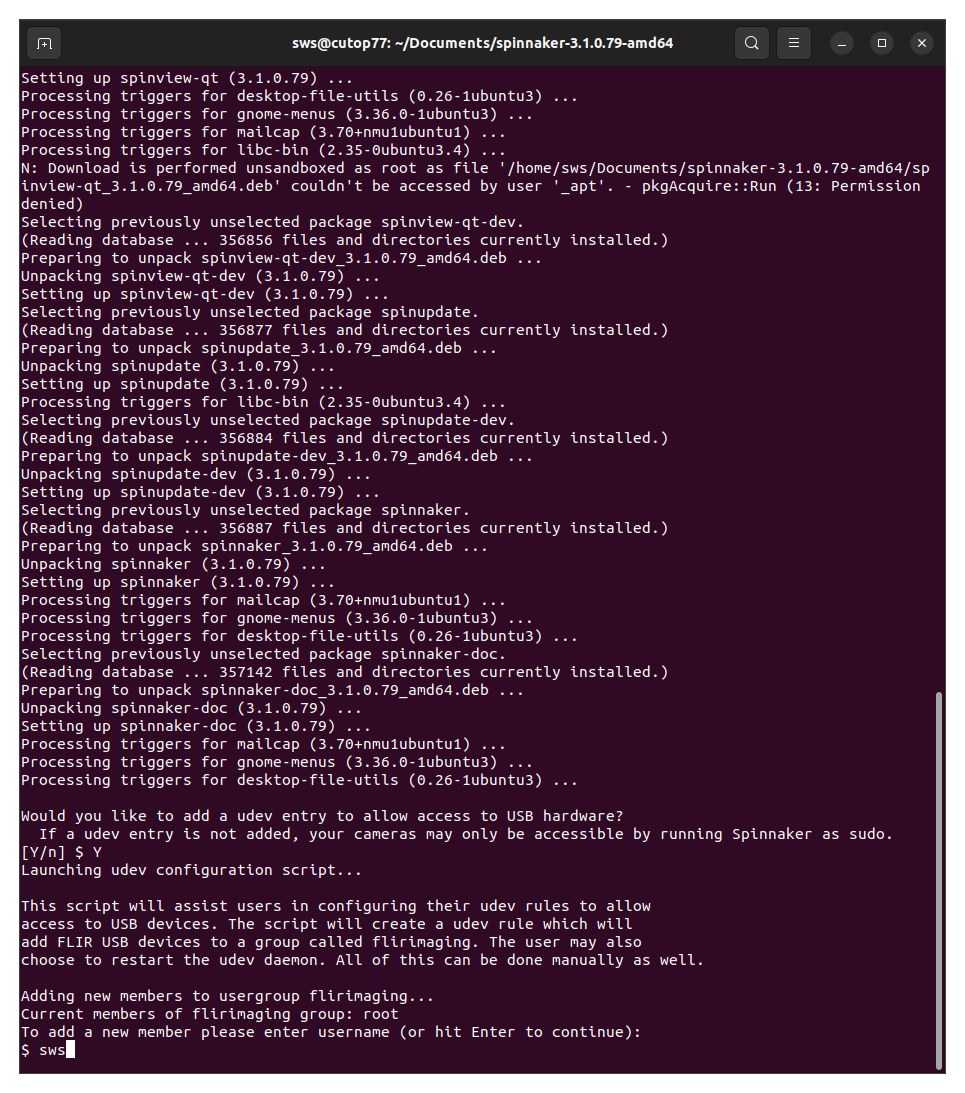 sws@cutop77: ~/Documents/spinnaker-3.1.0.79-amd64
Setting up spinview-qt (3.1.0.79) ...
Processing triggers for desktop-file-utils (0.26-1ubuntu3) ...
Processing triggers for gnome-menus (3.36.0-1ubuntu3) ...
Processing triggers for mailcap (3.70+nmu1ubuntu1) ...
Processing triggers for libc-bin (2.35-0ubuntu3.4) ...
N: Download is performed unsandboxed as root as file '/home/sws/Documents/spinnaker-3.1.0.79-amd64/sp
inview-qt_3.1.0.79_amd64.deb' couldn't be accessed by user '_apt'. - pkgAcquire::Run (13: Permission
denied)
Selecting previously unselected package spinview-qt-dev.
(Reading database ... 356856 files and directories currently installed.)
Preparing to unpack spinview-qt-dev_3.1.0.79_amd64.deb ...
Unpacking spinview-qt-dev (3.1.0.79) ...
Setting up spinview-qt-dev (3.1.0.79) ...
Selecting previously unselected package spinupdate.
(Reading database ... 356877 files and directories currently installed.)
Preparing to unpack spinupdate_3.1.0.79_amd64.deb ...
Unpacking spinupdate (3.1.0.79) ...
Setting up spinupdate (3.1.0.79) ...
Processing triggers for libc-bin (2.35-0ubuntu3.4) ...
Selecting previously unselected package spinupdate-dev.
(Reading database ... 356884 files and directories currently installed.)
Preparing to unpack spinupdate-dev_3.1.0.79_amd64.deb ...
Unpacking spinupdate-dev (3.1.0.79) ...
Setting up spinupdate-dev (3.1.0.79) ...
Selecting previously unselected package spinnaker.
(Reading database ... 356887 files and directories currently installed.)
Preparing to unpack spinnaker_3.1.0.79_amd64.deb ...
Unpacking spinnaker (3.1.0.79) ...
Setting up spinnaker (3.1.0.79) ...
Processing triggers for mailcap (3.70+nmu1ubuntu1) ...
Processing triggers for gnome-menus (3.36.0-1ubuntu3) ...
Processing triggers for desktop-file-utils (0.26-1ubuntu3) ...
Selecting previously unselected package spinnaker-doc.
(Reading database ... 357142 files and directories currently installed.)
Preparing to unpack spinnaker-doc_3.1.0.79_amd64.deb ...
Unpacking spinnaker-doc (3.1.0.79) ...
Setting up spinnaker-doc (3.1.0.79) ...
Processing triggers for mailcap (3.70+nmu1ubuntu1) ...
Processing triggers for gnome-menus (3.36.0-1ubuntu3) ...
Processing triggers for desktop-file-utils (0.26-1ubuntu3) ...
Would you like to add a udev entry to allow access to USB hardware?
  If a udev entry is not added, your cameras may only be accessible by running Spinnaker as sudo.
[Y/n] $ Y
Launching udev configuration script...
This script will assist users in configuring their udev rules to allow
access to USB devices. The script will create a udev rule which will
add FLIR USB devices to a group called flirimaging. The user may also
choose to restart the udev daemon. All of this can be done manually as well.
Adding new members to usergroup flirimaging...
Current members of flirimaging group: root
To add a new member please enter username (or hit Enter to continue):
$ sws